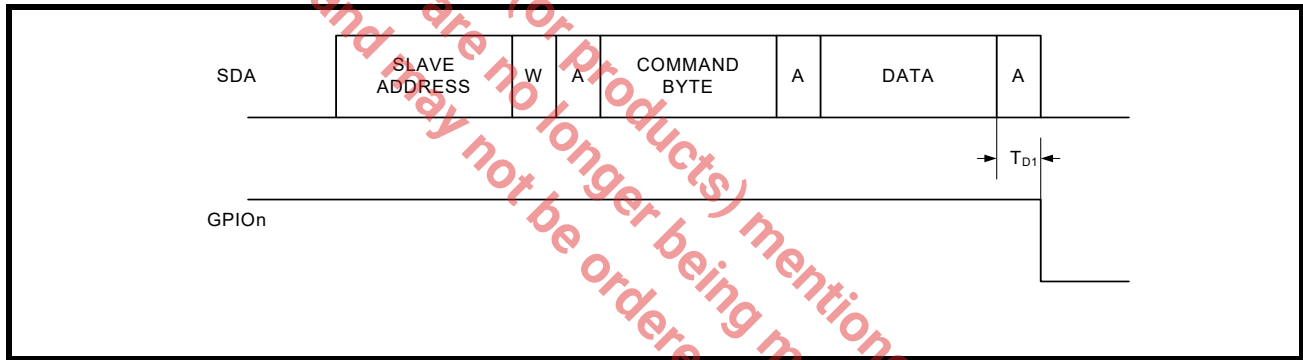 SDA
SLAVE
ADDRESS
W
A
COMMAND
BYTE
A
DATA
A
TD1
GPIOn
(or products) mention
are no longer being m
and may not be ordere